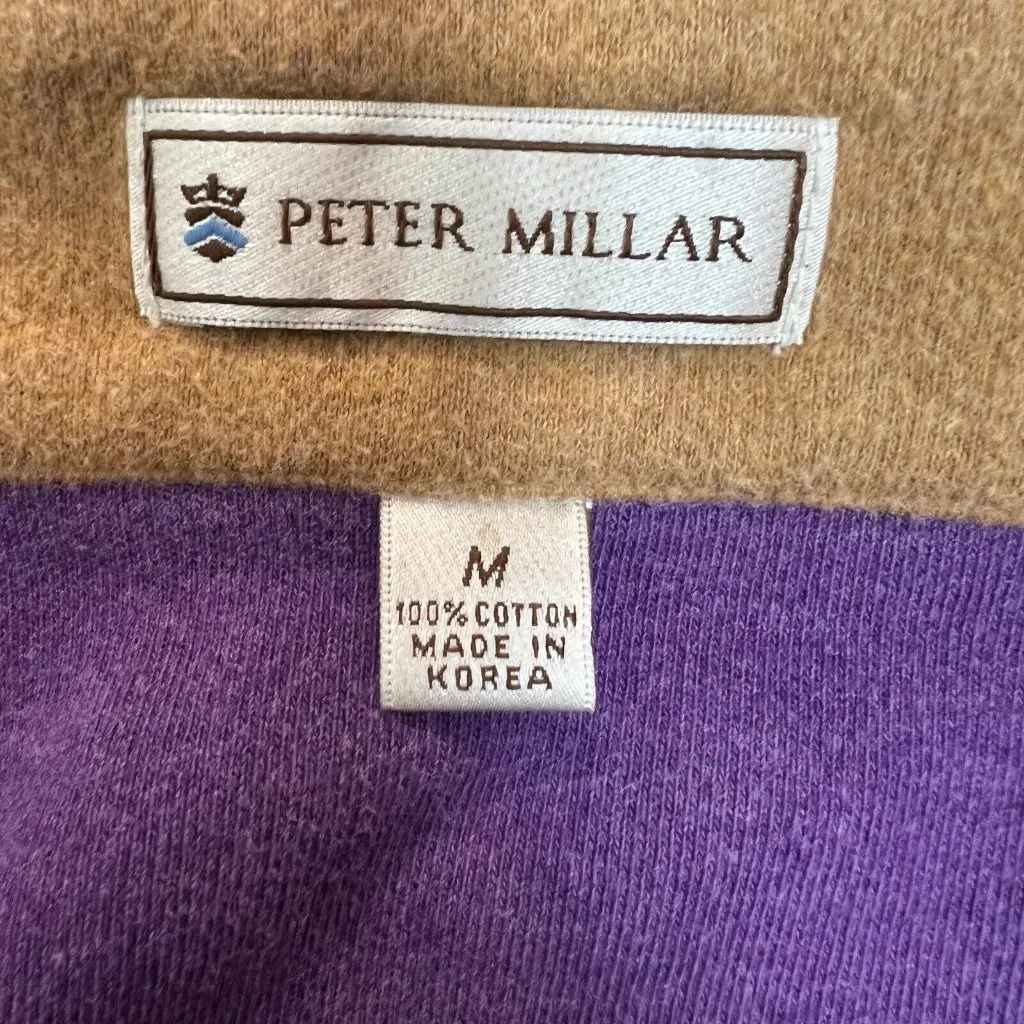 PETER MILLAR
M
100% COTTON
MADE IN
KOREA